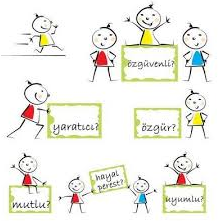 özgüvenli?
yaratıcı?
özgür?
mutlu?
hayal
perest?
uyumlu?